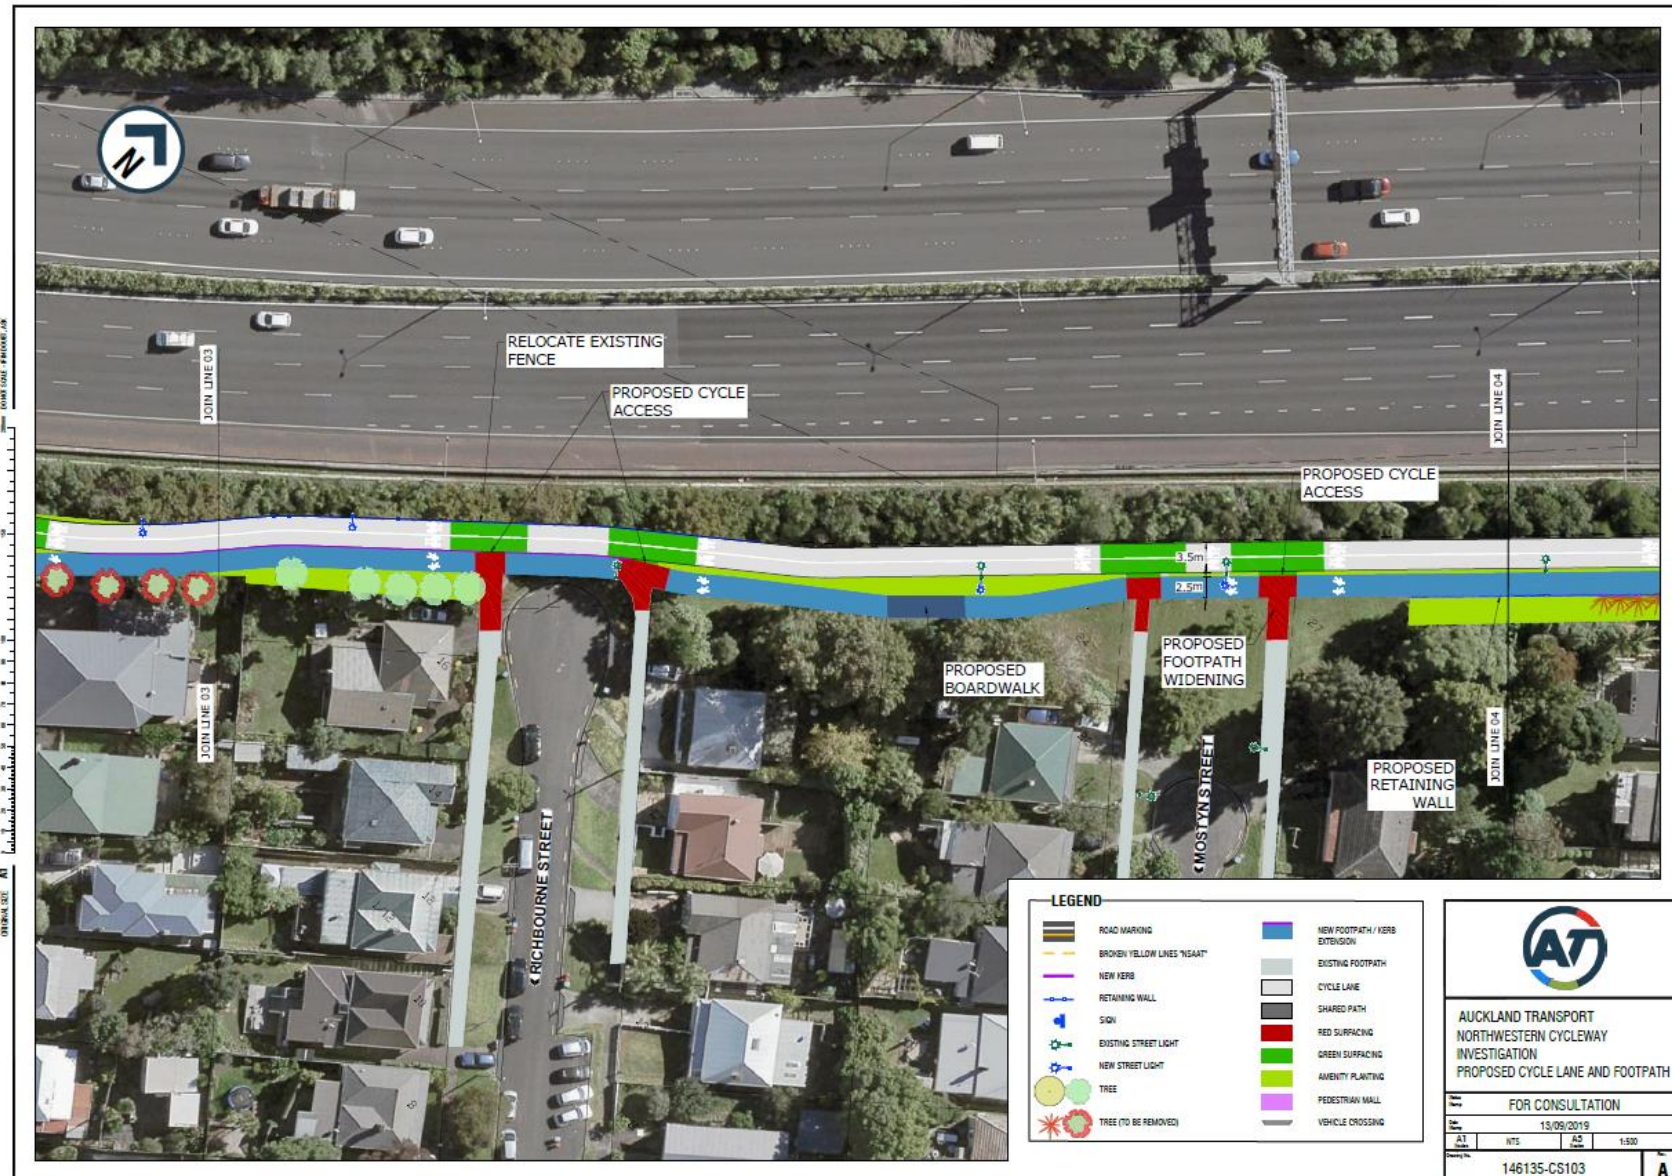 N
JOIN LINE 03
RELOCATE EXISTING
FENCE
PROPOSED CYCLE
ACCESS
JOIN LINE 04
PROPOSED CYCLE
ACCESS
3.5m
2.5m
PROPOSED
BOARDWALK
PROPOSED
FOOTPATH
WIDENING
JOIN LINE 03
JOIN LINE 04
PROPOSED
RETAINING
WALL
RICHBOURNE STREET
MOSTYN STREET
ORIGINAL SIZE A1
LEGEND
ROAD MARKING
BROKEN YELLOW LINES "NSAAT"
NEW KERB
RETAINING WALL
SIGN
EXISTING STREET LIGHT
NEW STREET LIGHT
TREE
TREE (TO BE REMOVED)
NEW FOOTPATH / KERB
EXTENSION
EXISTING FOOTPATH
CYCLE LANE
SHARED PATH
RED SURFACING
GREEN SURFACING
AMENITY PLANTING
PEDESTRIAN MALL
VEHICLE CROSSING
AT
AUCKLAND TRANSPORT
NORTHWESTERN CYCLEWAY
INVESTIGATION
PROPOSED CYCLE LANE AND FOOTPATH
FOR CONSULTATION
13/09/2019
A1 NTS A3 1:500
146135-CS103
A